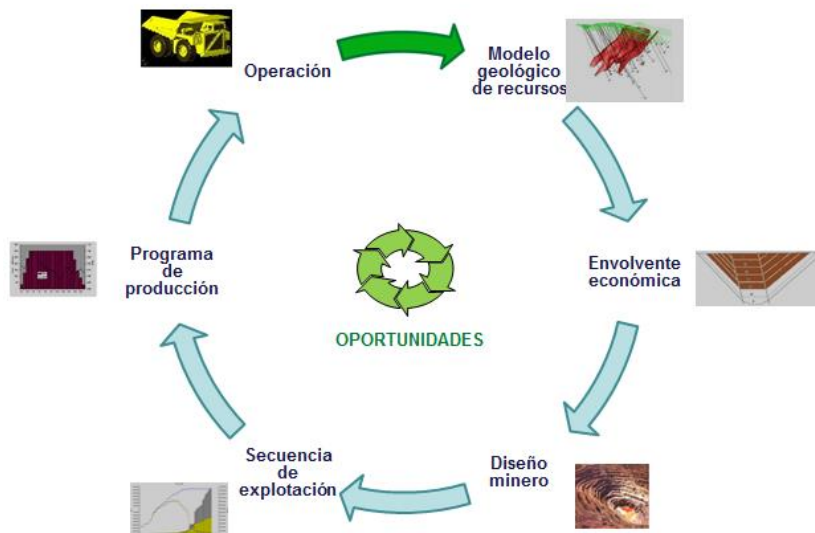 Operación
Modelo
geológico
de recursos
Envolvente
económica
Diseño
minero
Secuencia
de
explotación
Programa
de
producción
OPORTUNIDADES